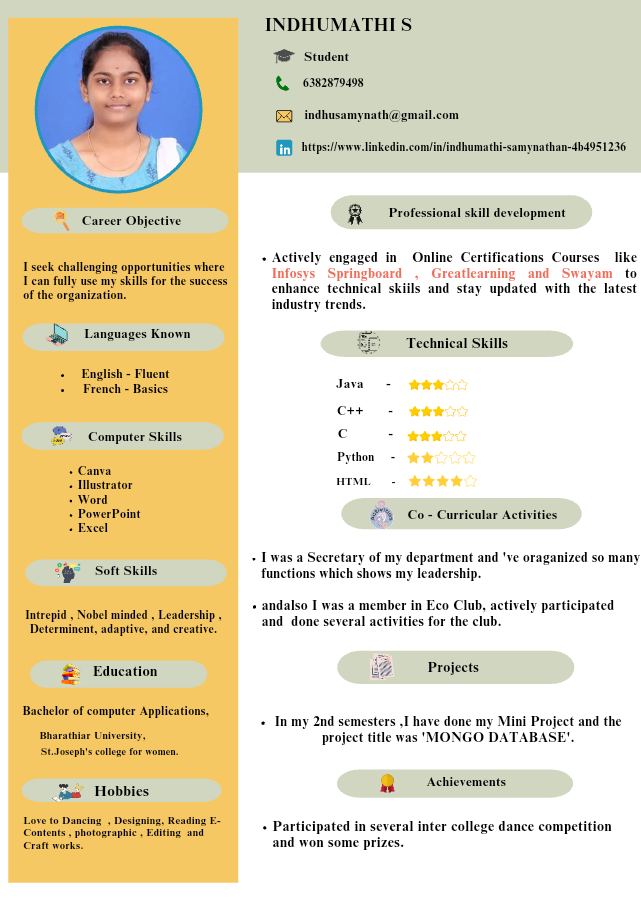 INDHUMATHI S
Student
6382879498
indhusamynath@gmail.com
https://www.linkedin.com/in/indhumathi-samynathan-4b4951236
Career Objective
I seek challenging opportunities where
I can fully use my skills for the success
of the organization.
Languages Known
• English - Fluent
• French - Basics
Computer Skills
• Canva
• Illustrator
• Word
• PowerPoint
• Excel
Soft Skills
Intrepid , Nobel minded , Leadership ,
Determinent, adaptive, and creative.
Education
Bachelor of computer Applications,
Bharathiar University,
St.Joseph's college for women.
Hobbies
Love to Dancing , Designing, Reading E-
Contents , photographic , Editing and
Craft works.
Professional skill development
• Actively engaged in Online Certifications Courses like
Infosys Springboard , Greatlearning and Swayam to
enhance technical skiils and stay updated with the latest
industry trends.
Technical Skills
Java -
C++ -
C -
Python -
HTML -
Co - Curricular Activities
• I was a Secretary of my department and 've oraganized so many
functions which shows my leadership.
• andalso I was a member in Eco Club, actively participated
and done several activities for the club.
Projects
• In my 2nd semesters ,I have done my Mini Project and the
project title was 'MONGO DATABASE'.
Achievements
• Participated in several inter college dance competition
and won some prizes.